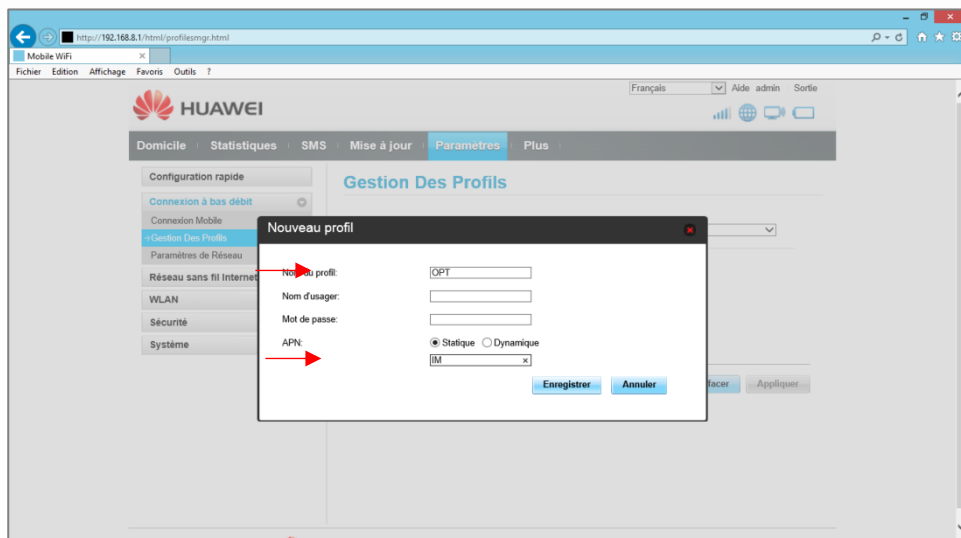 http://192.168.8.1/html/profilesmgr.html
Mobile WiFi
Fichier Edition Affichage Favoris Outils ?
Français Aide admin Sortie
HUAWEI
Domicile Statistiques SMS Mise à jour Paramètres Plus
Configuration rapide
Gestion Des Profils
Connexion à bas débit
Connexion Mobile
Gestion Des Profils
Paramètres de Réseau
Réseau sans fil Internet
WLAN
Sécurité
Système
Nouveau profil
profil: OPT
Nom d'usager:
Mot de passe:
APN: Statique Dynamique
IM
Enregistrer Annuler
facer Appliquer